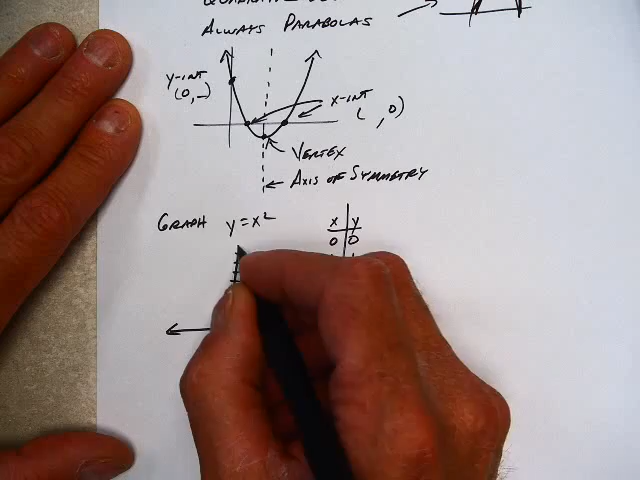 ALWAYS PARABOLAS
Y-INT
(0, _)
X-INT
( , 0)
VERTEX
AXIS OF SYMMETRY
GRAPH y = x²
x y
0 0